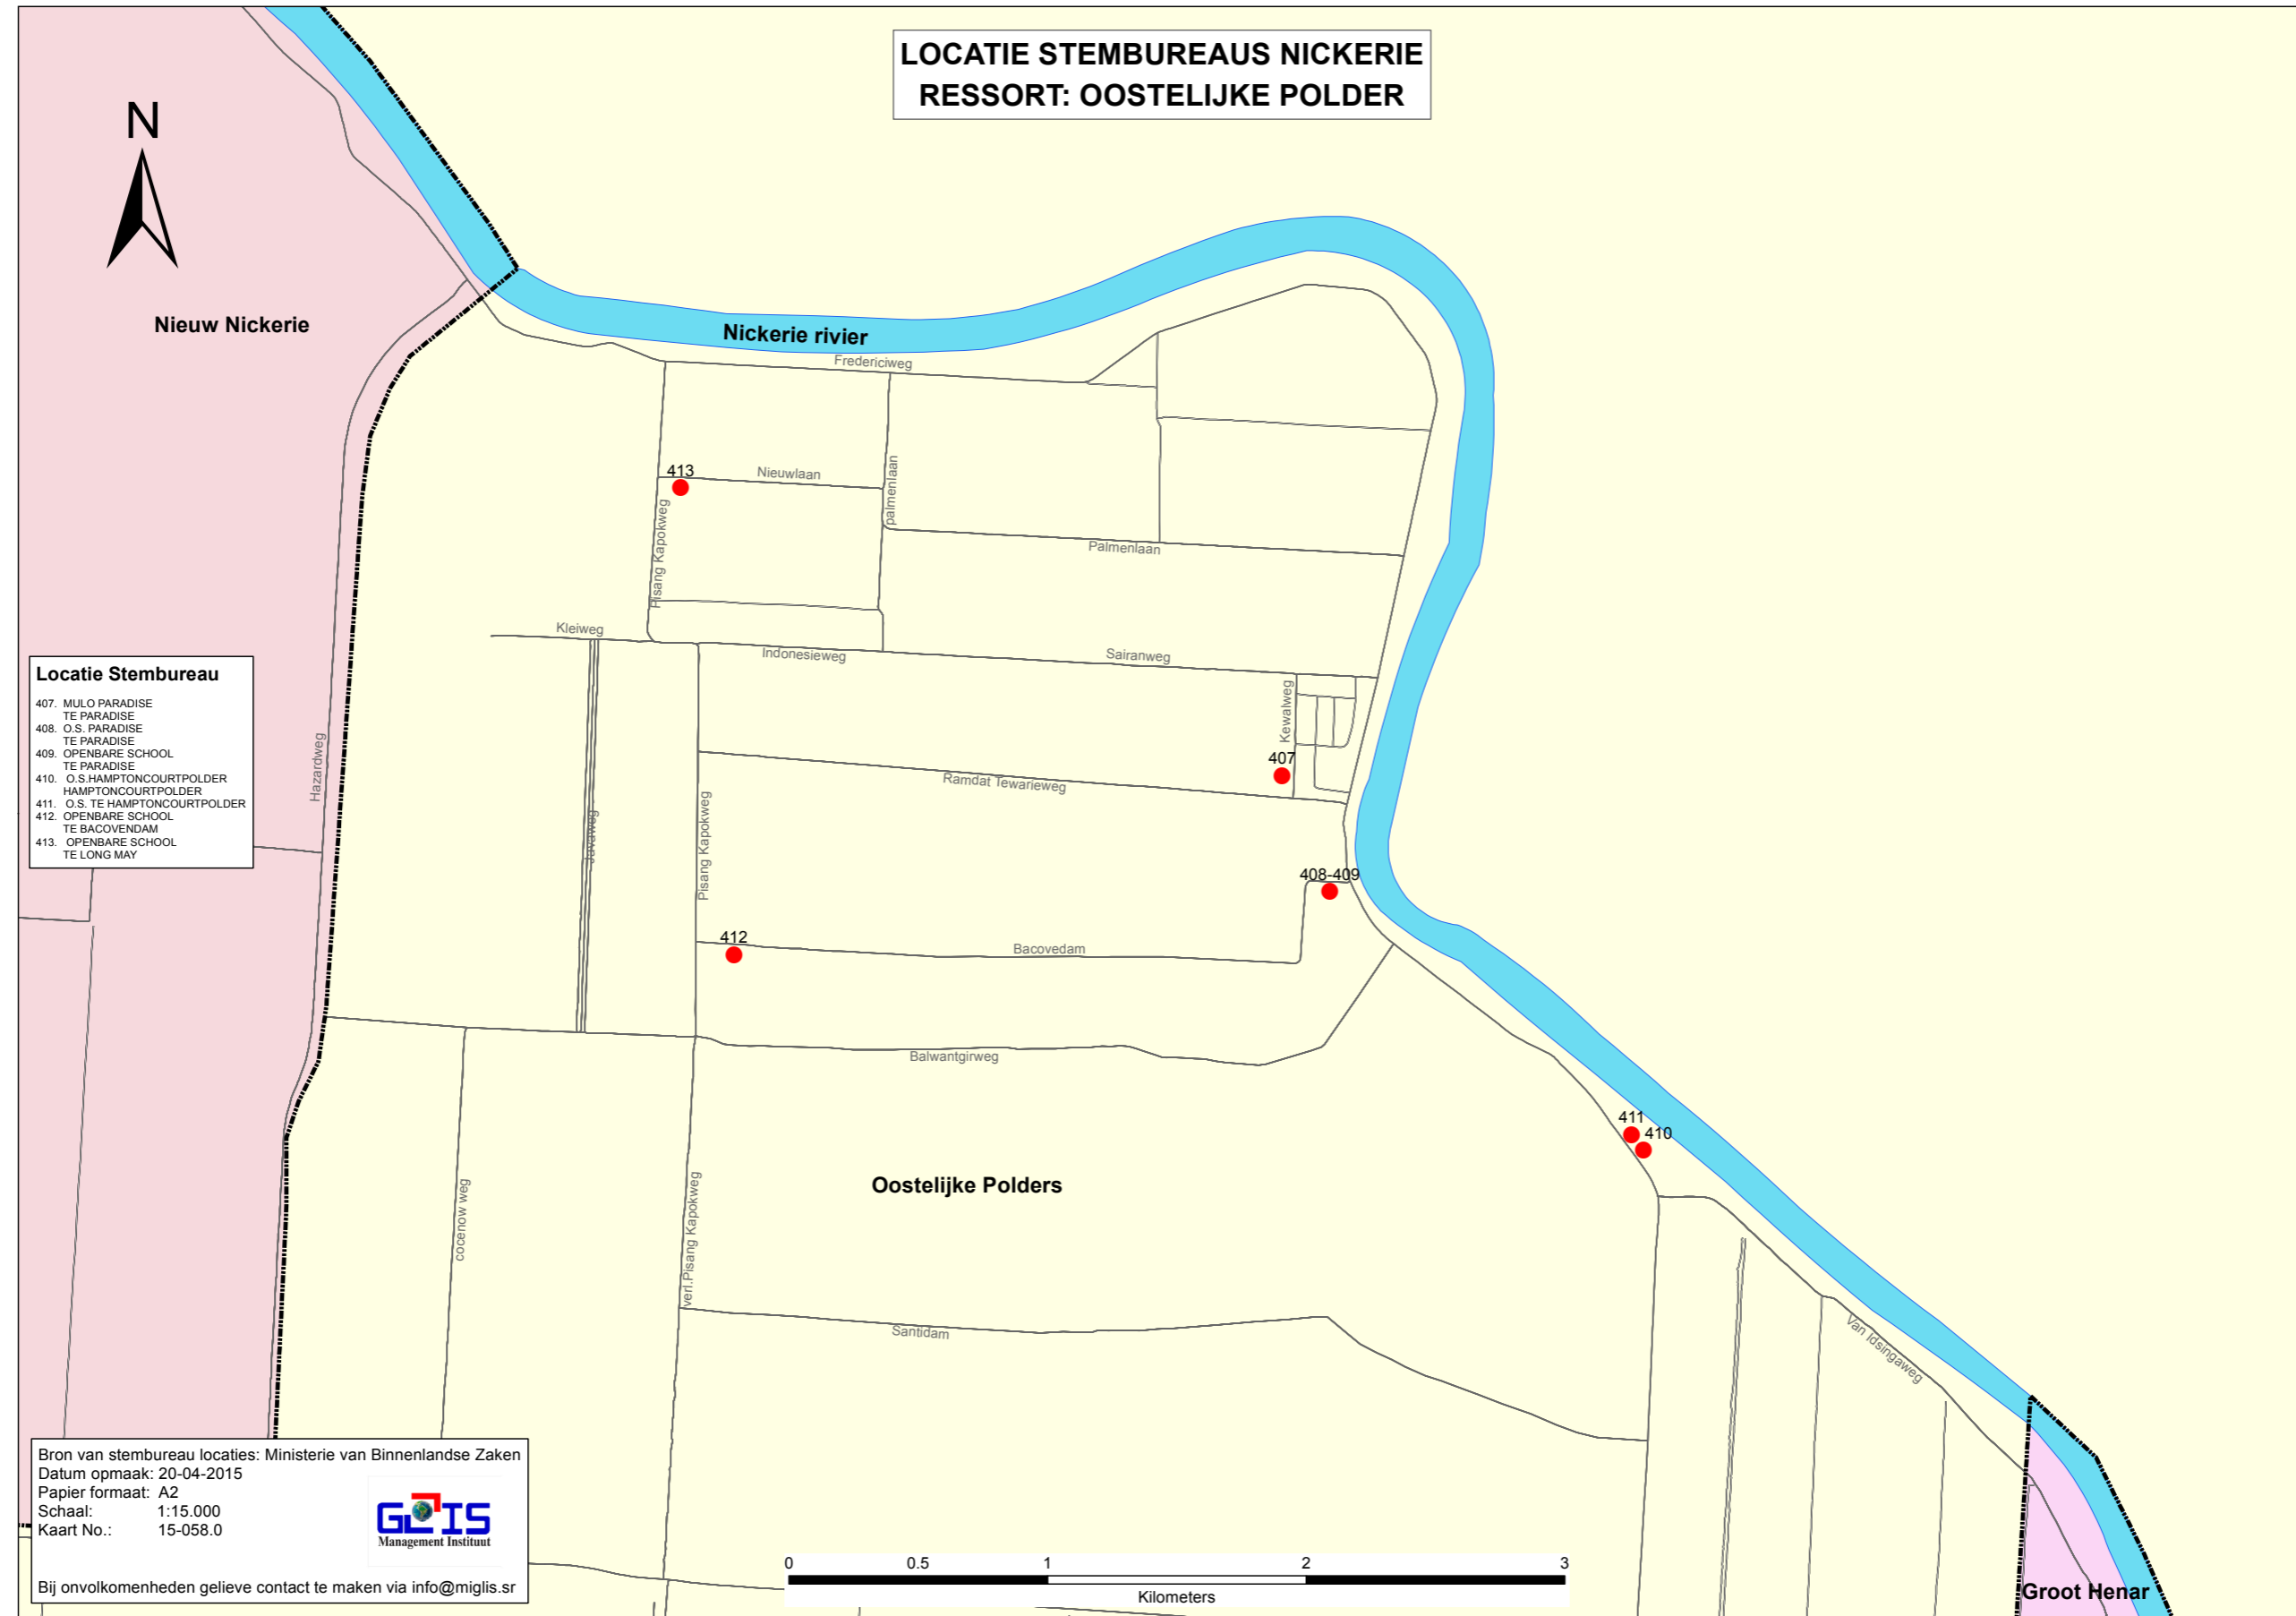 LOCATIE STEMBUREAUS NICKERIE
RESSORT: OOSTELIJKE POLDER
N
Nieuw Nickerie
Nickerie rivier
Fredericiweg
413
Nieuwlaan
palmenlaan
Pisang Kapokweg
Palmenlaan
Kleiweg
Indonesieweg
Sairanweg
Kewalweg
407
Ramdat Tewarieweg
Hazardweg
Javaweg
Pisang Kapokweg
408-409
412
Bacovedam
Balwantgirweg
411
410
Oostelijke Polders
cocenow weg
verl.Pisang Kapokweg
Santidam
Van Idsingaweg
Groot Henar
Locatie Stembureau
407. MULO PARADISE
TE PARADISE
408. O.S. PARADISE
TE PARADISE
409. OPENBARE SCHOOL
TE PARADISE
410. O.S.HAMPTONCOURTPOLDER
HAMPTONCOURTPOLDER
411. O.S. TE HAMPTONCOURTPOLDER
412. OPENBARE SCHOOL
TE BACOVENDAM
413. OPENBARE SCHOOL
TE LONG MAY
Bron van stembureau locaties: Ministerie van Binnenlandse Zaken
Datum opmaak: 20-04-2015
Papier formaat: A2
Schaal: 1:15.000
Kaart No.: 15-058.0
GLIS
Management Instituut
Bij onvolkomenheden gelieve contact te maken via info@miglis.sr
0 0.5 1 2 3
Kilometers